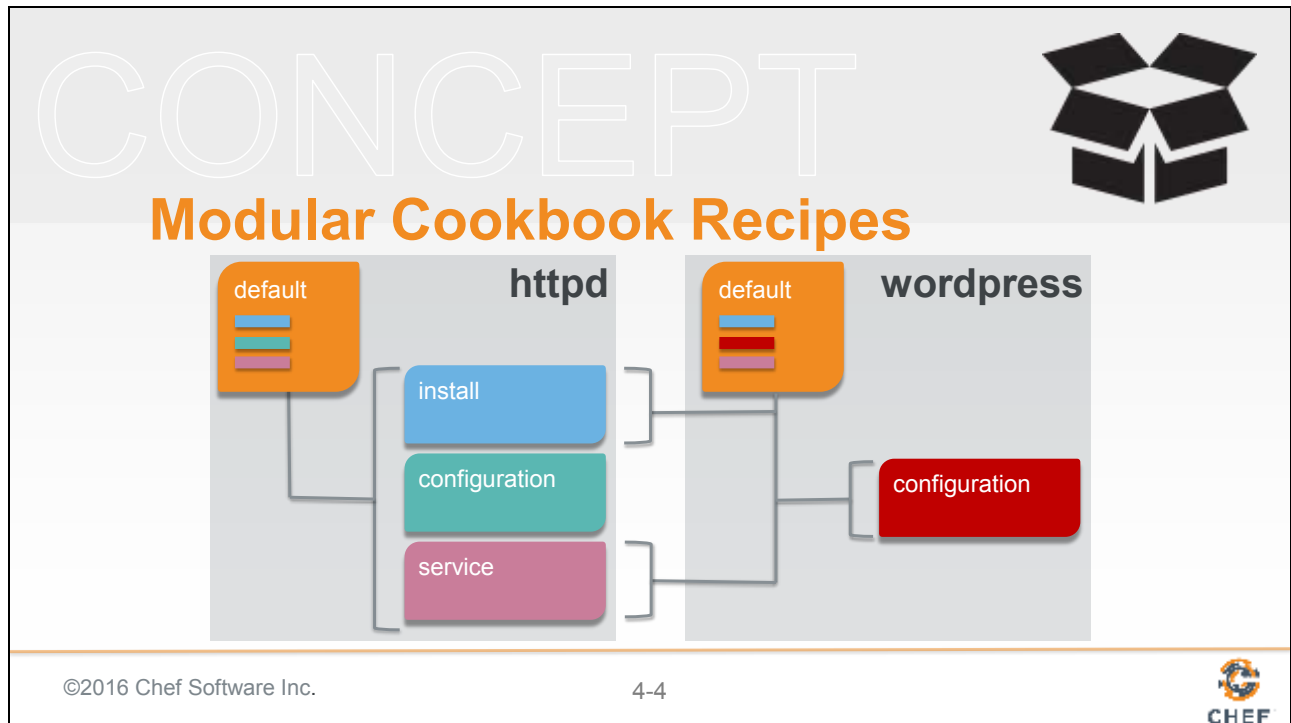 CONCEPT
Modular Cookbook Recipes
default
httpd
install
configuration
service
default
wordpress
configuration
©2016 Chef Software Inc.
4-4
CHEF